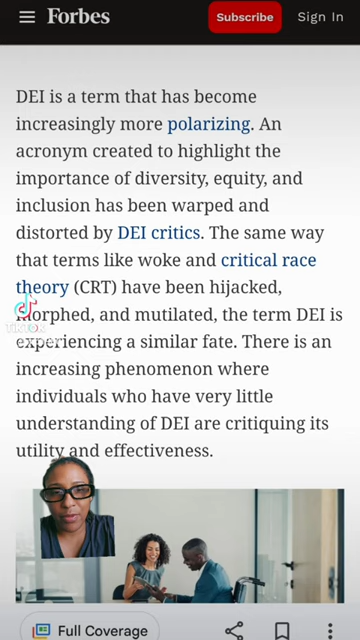 Forbes
Subscribe
Sign In
DEI is a term that has become
increasingly more polarizing. An
acronym created to highlight the
importance of diversity, equity, and
inclusion has been warped and
distorted by DEI critics. The same way
that terms like woke and critical race
theory (CRT) have been hijacked,
morphed, and mutilated, the term DEI is
experiencing a similar fate. There is an
increasing phenomenon where
individuals who have very little
understanding of DEI are critiquing its
utility and effectiveness.
TikTok
Full Coverage